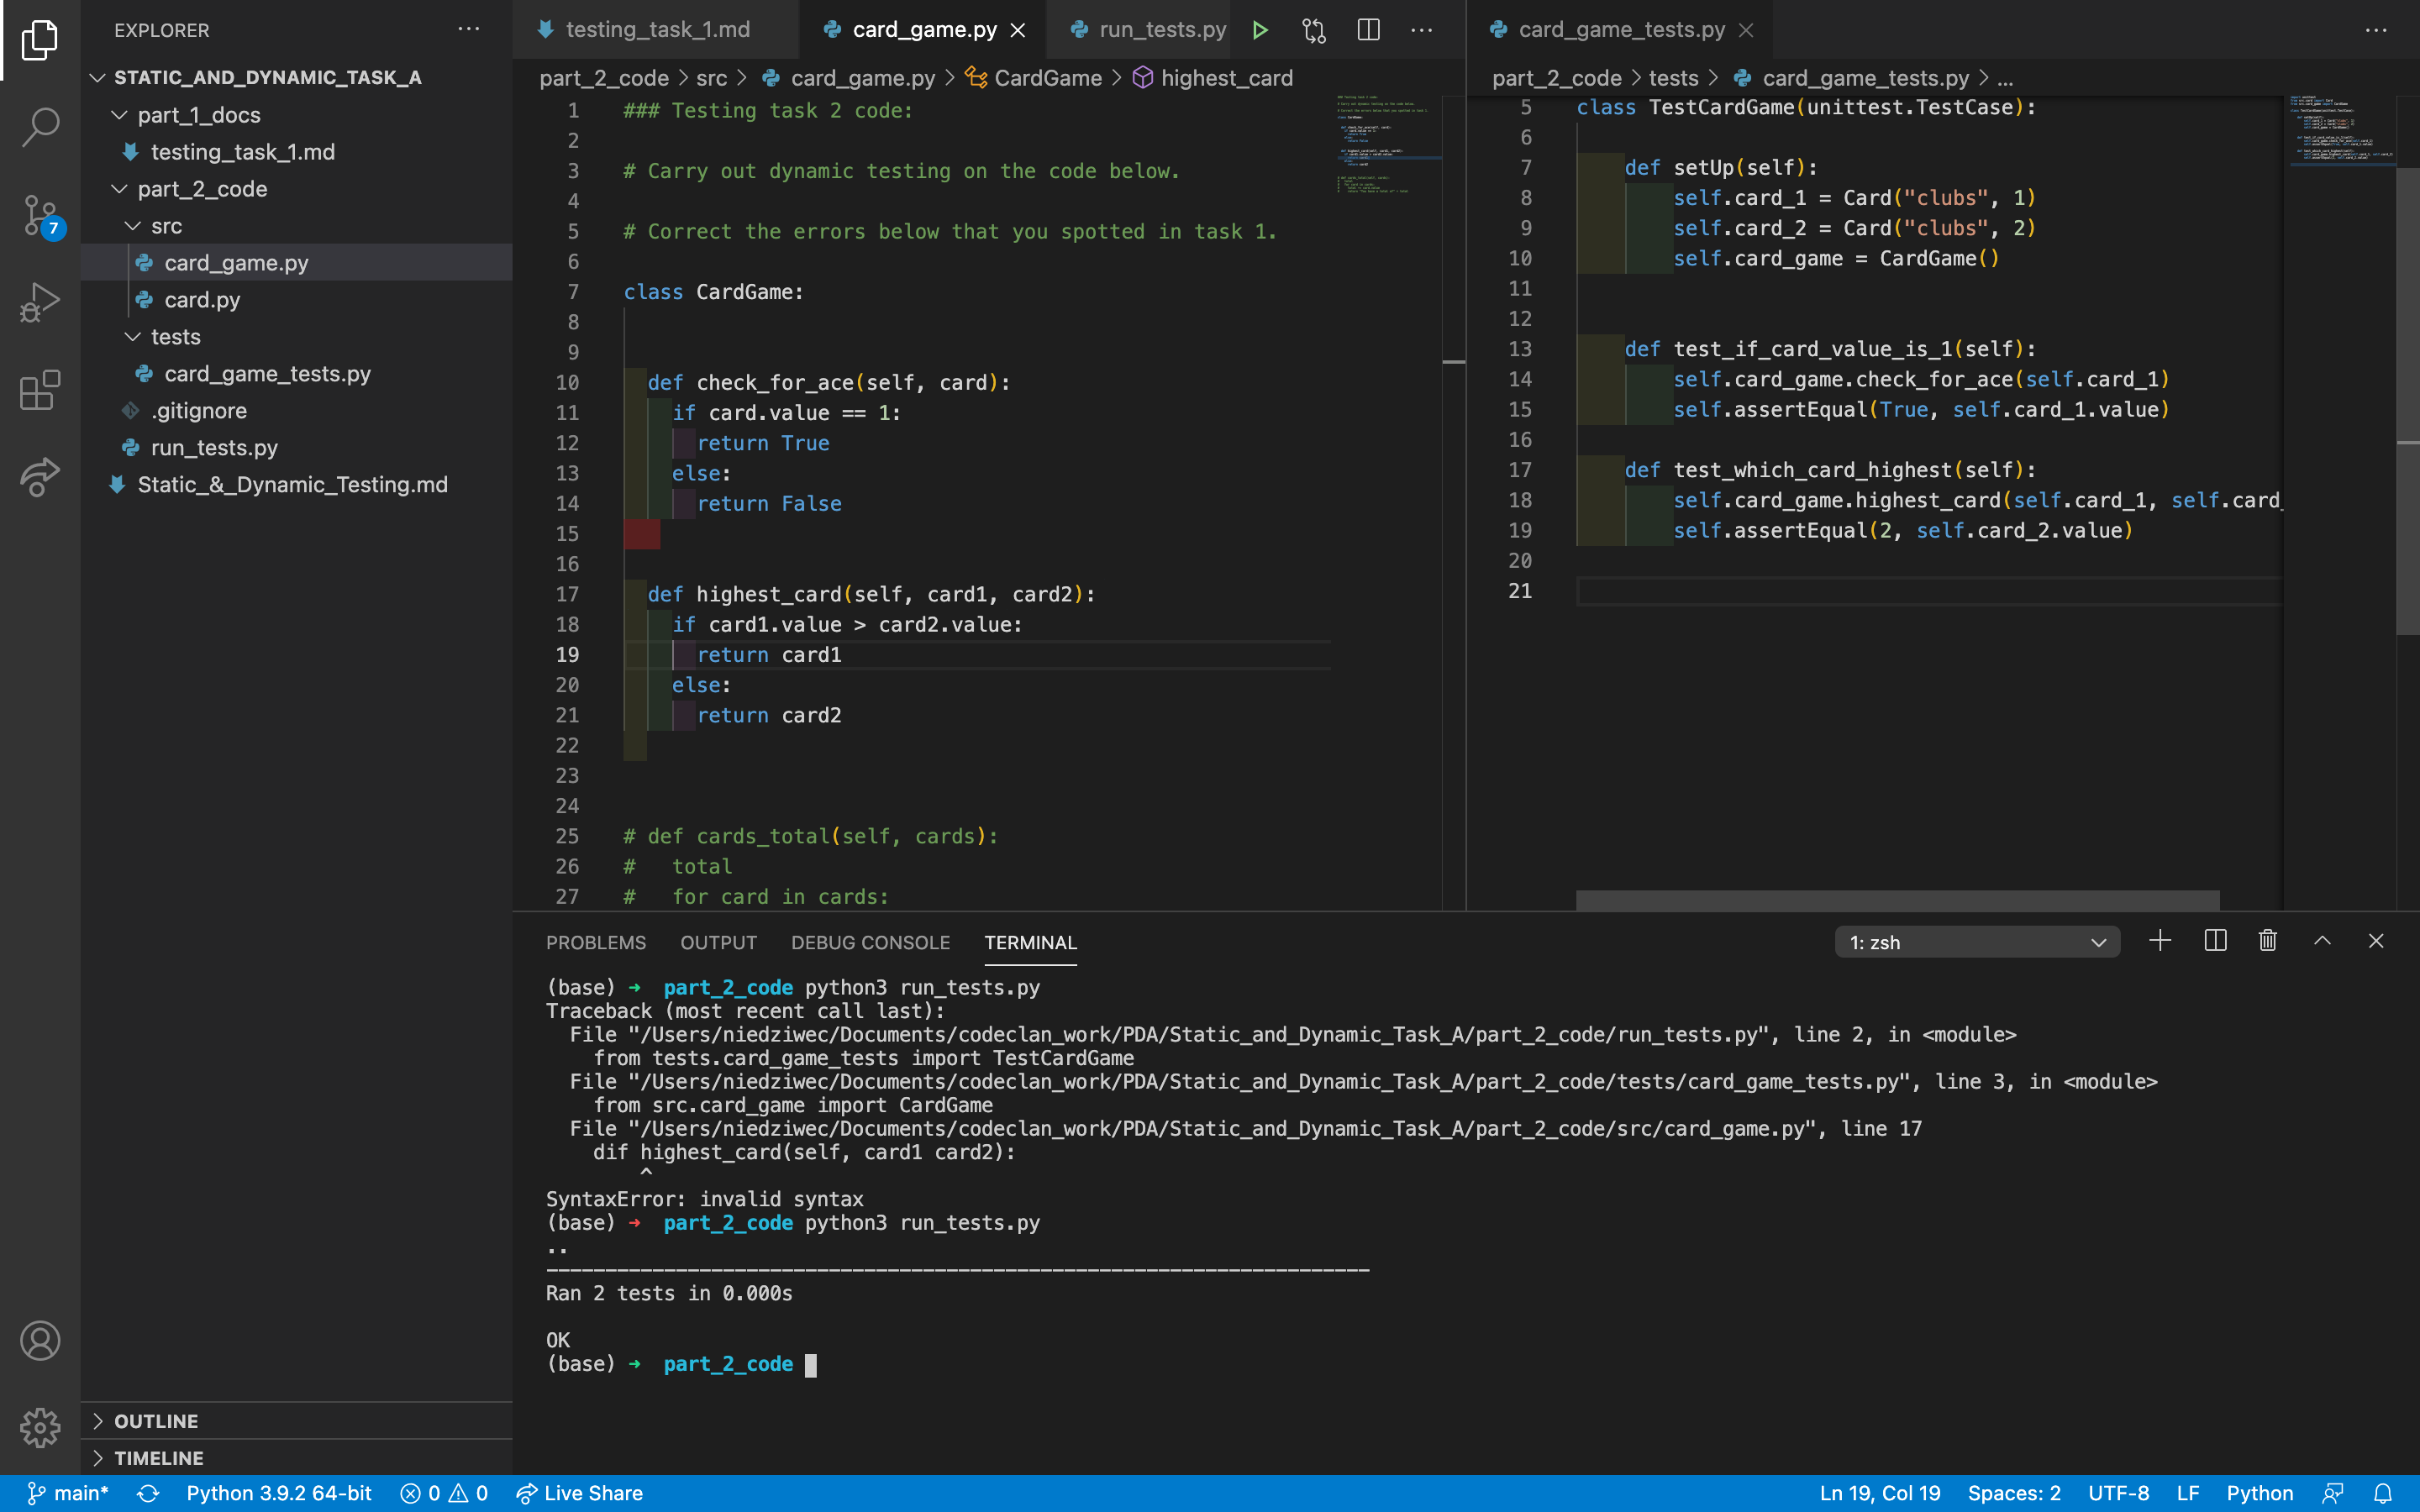 EXPLORER
STATIC_AND_DYNAMIC_TASK_A
part_1_docs
testing_task_1.md
part_2_code
src
card_game.py
card.py
tests
card_game_tests.py
.gitignore
run_tests.py
Static_&_Dynamic_Testing.md
OUTLINE
TIMELINE
7
testing_task_1.md
card_game.py
run_tests.py
part_2_code > src > card_game.py > CardGame > highest_card
1 ### Testing task 2 code:
2
3 # Carry out dynamic testing on the code below.
4
5 # Correct the errors below that you spotted in task 1.
6
7 class CardGame:
8
9
10 def check_for_ace(self, card):
11 if card.value == 1:
12 return True
13 else:
14 return False
15
16
17 def highest_card(self, card1, card2):
18 if card1.value > card2.value:
19 return card1
20 else:
21 return card2
22
23
24
25 # def cards_total(self, cards):
26 # total
27 # for card in cards:
card_game_tests.py
part_2_code > tests > card_game_tests.py > ...
5 class TestCardGame(unittest.TestCase):
6
7 def setUp(self):
8 self.card_1 = Card("clubs", 1)
9 self.card_2 = Card("clubs", 2)
10 self.card_game = CardGame()
11
12
13 def test_if_card_value_is_1(self):
14 self.card_game.check_for_ace(self.card_1)
15 self.assertEqual(True, self.card_1.value)
16
17 def test_which_card_highest(self):
18 self.card_game.highest_card(self.card_1, self.card_
19 self.assertEqual(2, self.card_2.value)
20
21
PROBLEMS OUTPUT DEBUG CONSOLE TERMINAL
1: zsh
(base) ➜ part_2_code python3 run_tests.py
Traceback (most recent call last):
File "/Users/niedziwec/Documents/codeclan_work/PDA/Static_and_Dynamic_Task_A/part_2_code/run_tests.py", line 2, in <module>
from tests.card_game_tests import TestCardGame
File "/Users/niedziwec/Documents/codeclan_work/PDA/Static_and_Dynamic_Task_A/part_2_code/tests/card_game_tests.py", line 3, in <module>
from src.card_game import CardGame
File "/Users/niedziwec/Documents/codeclan_work/PDA/Static_and_Dynamic_Task_A/part_2_code/src/card_game.py", line 17
dif highest_card(self, card1 card2):
^
SyntaxError: invalid syntax
(base) ➜ part_2_code python3 run_tests.py
..
----------------------------------------------------------------------
Ran 2 tests in 0.000s
OK
(base) ➜ part_2_code
main* Python 3.9.2 64-bit 0 0 Live Share Ln 19, Col 19 Spaces: 2 UTF-8 LF Python